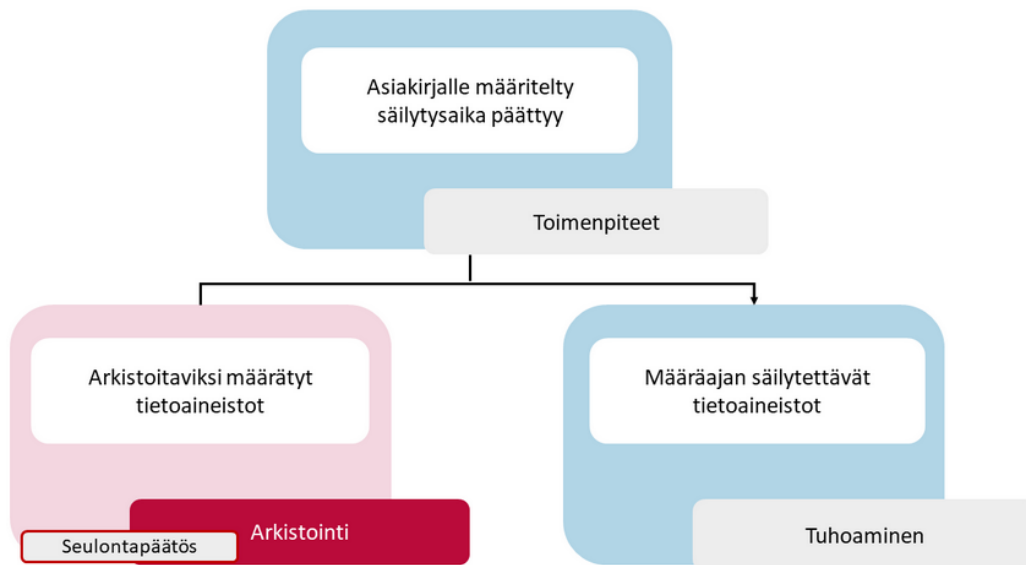 Asiakirjalle määritelty
säilytysaika päättyy
Toimenpiteet
Arkistoitaviksi määrätyt
tietoaineistot
Arkistointi
Seulontapäätös
Määräajan säilytettävät
tietoaineistot
Tuhoaminen